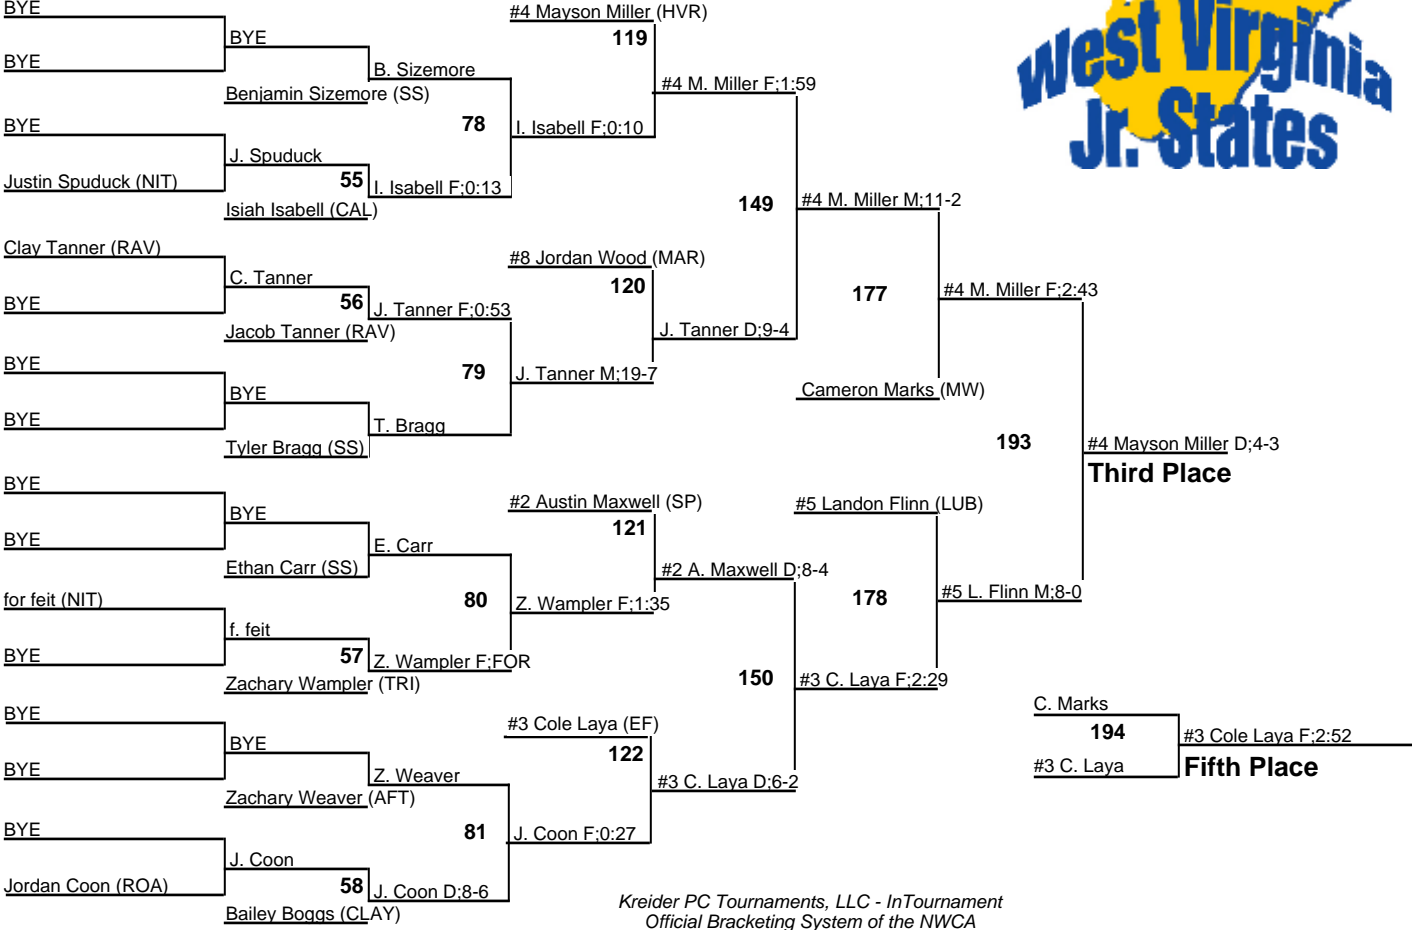 BYE
#4 Mayson Miller (HVR)
BYE
119
BYE
B. Sizemore
Benjamin Sizemore (SS)
#4 M. Miller F;1:59
BYE
78
I. Isabell F;0:10
J. Spuduck
Justin Spuduck (NIT)
55
I. Isabell F;0:13
Isiah Isabell (CAL)
149
#4 M. Miller M;11-2
West Virginia
Jr. States
Clay Tanner (RAV)
#8 Jordan Wood (MAR)
C. Tanner
120
177
#4 M. Miller F;2:43
BYE
56
J. Tanner F;0:53
Jacob Tanner (RAV)
J. Tanner D;9-4
BYE
79
J. Tanner M;19-7
BYE
Cameron Marks (MW)
BYE
T. Bragg
Tyler Bragg (SS)
193
#4 Mayson Miller D;4-3
Third Place
BYE
#2 Austin Maxwell (SP)
#5 Landon Flinn (LUB)
BYE
121
BYE
E. Carr
Ethan Carr (SS)
#2 A. Maxwell D;8-4
for feit (NIT)
80
Z. Wampler F;1:35
178
#5 L. Flinn M;8-0
f. feit
BYE
57
Z. Wampler F;FOR
Zachary Wampler (TRI)
150
#3 C. Laya F;2:29
BYE
#3 Cole Laya (EF)
C. Marks
BYE
122
194
#3 Cole Laya F;2:52
BYE
Z. Weaver
Zachary Weaver (AFT)
#3 C. Laya D;6-2
#3 C. Laya
Fifth Place
BYE
81
J. Coon F;0:27
J. Coon
Jordan Coon (ROA)
58
J. Coon D;8-6
Bailey Boggs (CLAY)
Kreider PC Tournaments, LLC - InTournament
Official Bracketing System of the NWCA